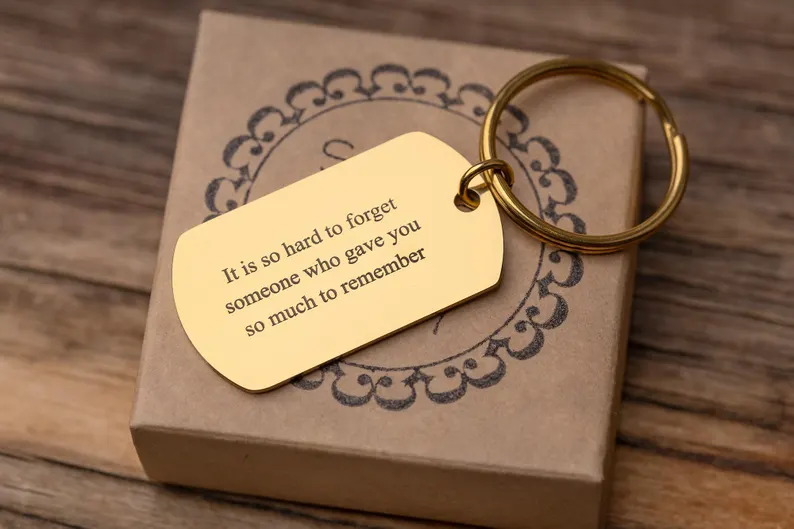 It is so hard to forget
someone who gave you
so much to remember